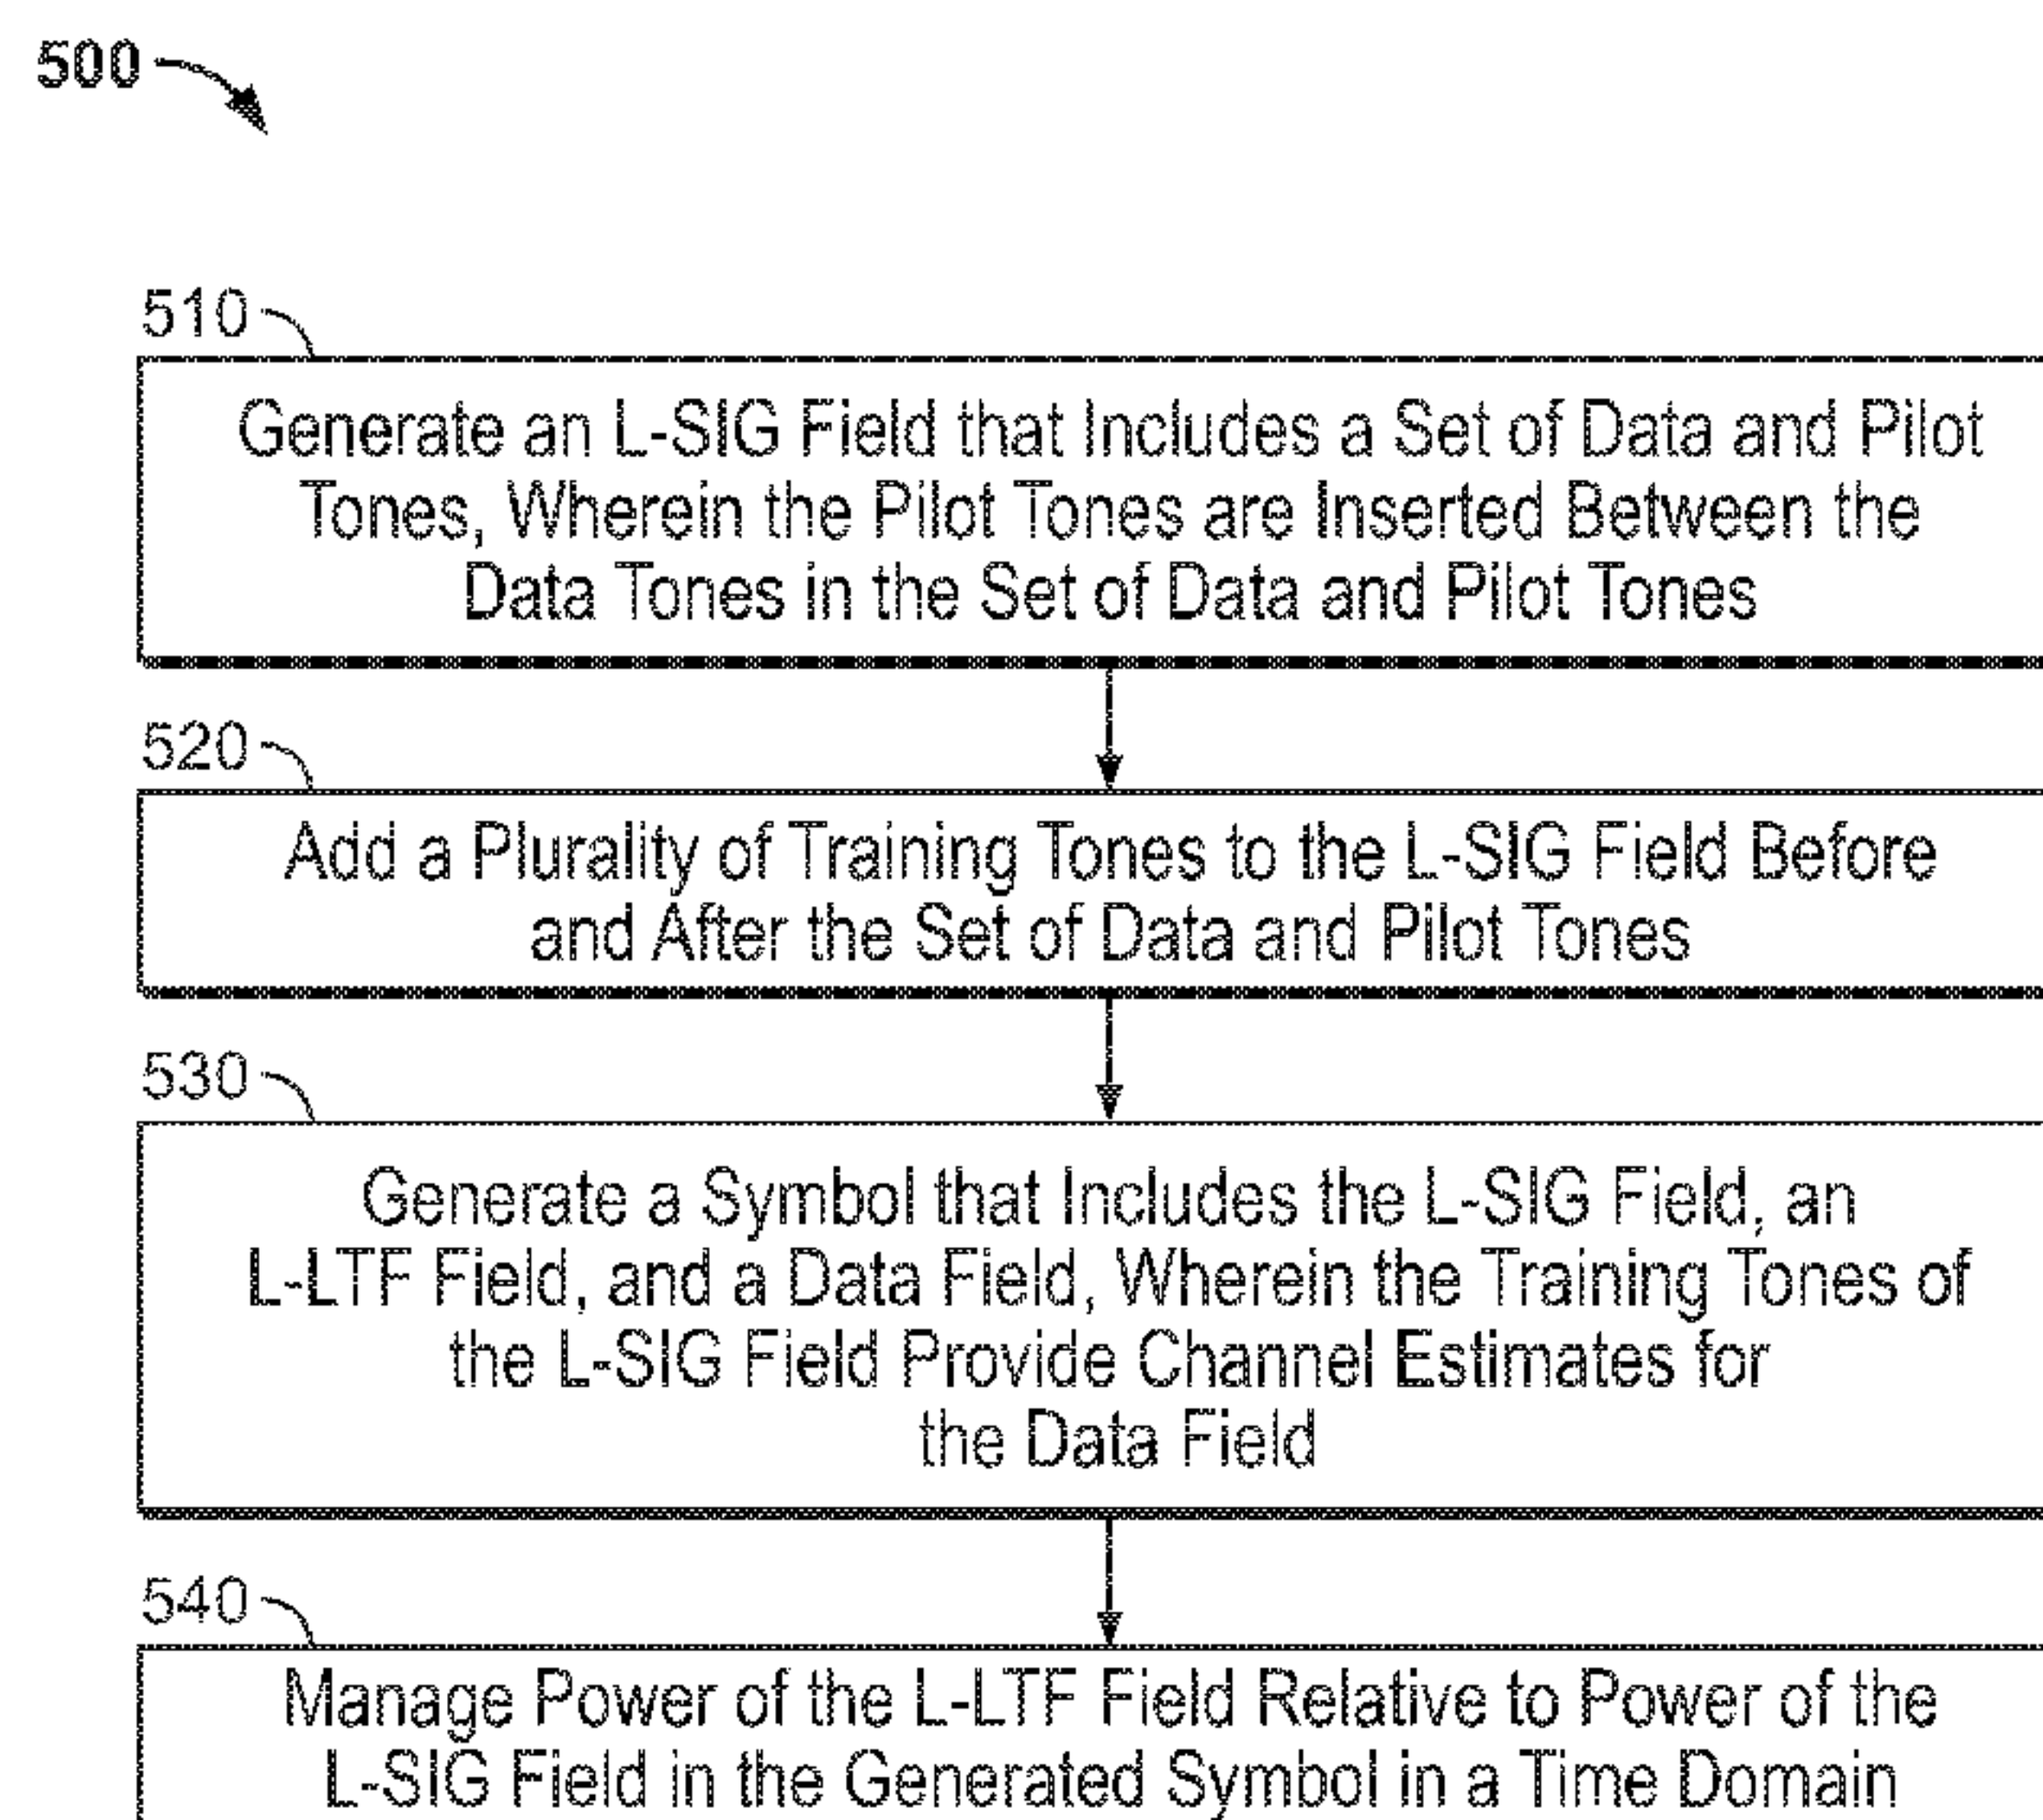 500
510
Generate an L-SIG Field that Includes a Set of Data and Pilot
Tones, Wherein the Pilot Tones are Inserted Between the
Data Tones in the Set of Data and Pilot Tones
520
Add a Plurality of Training Tones to the L-SIG Field Before
and After the Set of Data and Pilot Tones
530
Generate a Symbol that Includes the L-SIG Field, an
L-LTF Field, and a Data Field, Wherein the Training Tones of
the L-SIG Field Provide Channel Estimates for
the Data Field
540
Manage Power of the L-LTF Field Relative to Power of the
L-SIG Field in the Generated Symbol in a Time Domain